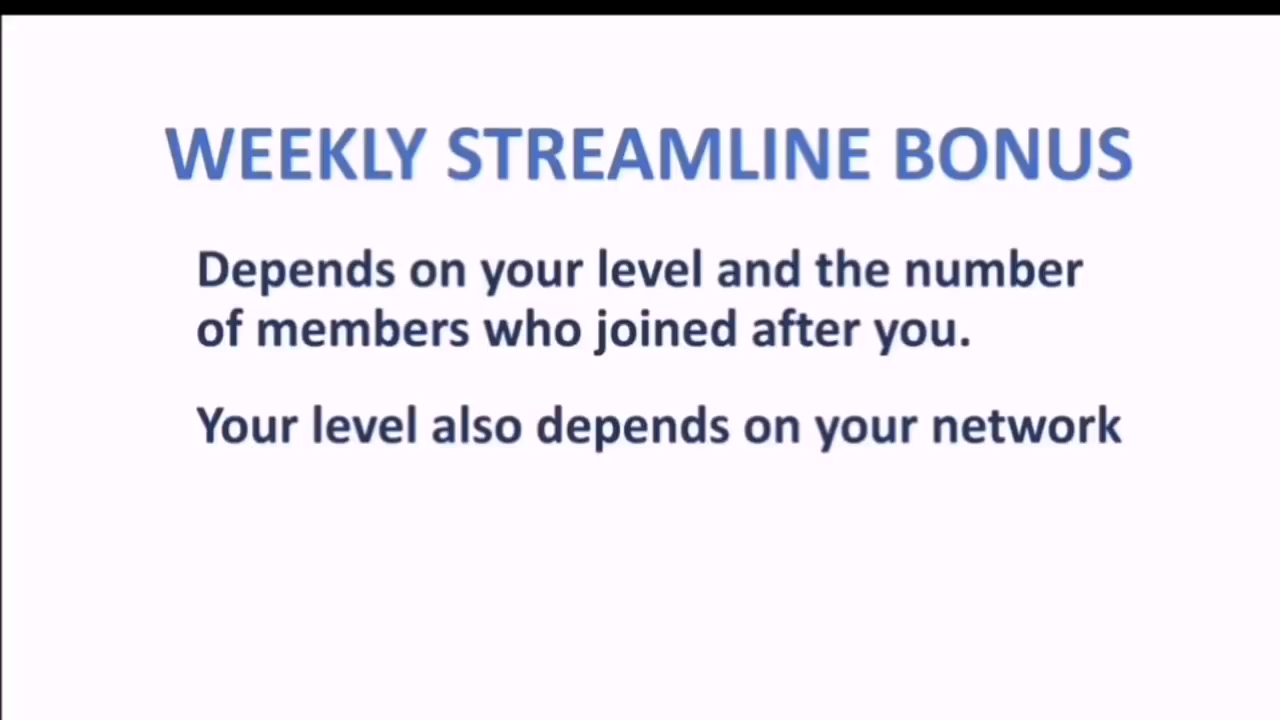 WEEKLY STREAMLINE BONUS
Depends on your level and the number
of members who joined after you.
Your level also depends on your network